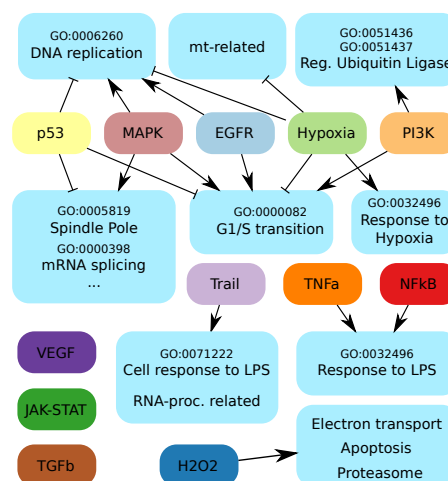 GO:0006260
DNA replication
mt-related
GO:0051436
GO:0051437
Reg. Ubiquitin Ligase
p53
MAPK
EGFR
Hypoxia
PI3K
GO:0005819
Spindle Pole
GO:0000398
mRNA splicing
...
GO:0000082
G1/S transition
GO:0032496
Response to
Hypoxia
Trail
TNFa
NFkB
VEGF
GO:0071222
Cell response to LPS
RNA-proc. related
GO:0032496
Response to LPS
JAK-STAT
TGFb
H2O2
Electron transport
Apoptosis
Proteasome